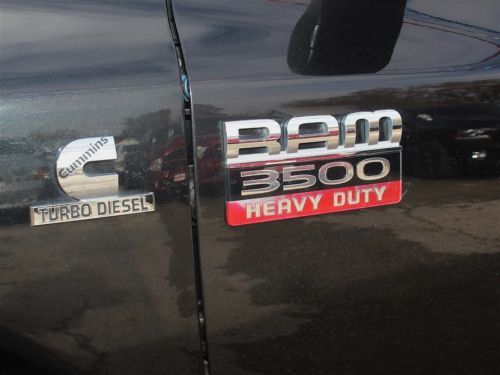 Cummins
TURBO DIESEL
RAM
3500
HEAVY DUTY